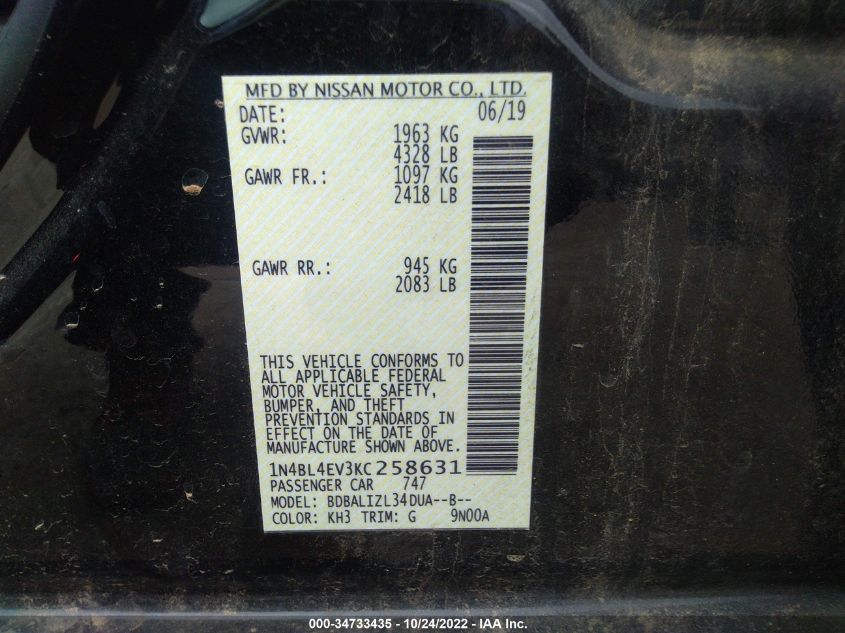 MFD BY NISSAN MOTOR CO., LTD.
DATE: 06/19
GVWR: 1963 KG
4328 LB
GAWR FR.: 1097 KG
2418 LB
GAWR RR.: 945 KG
2083 LB
THIS VEHICLE CONFORMS TO
ALL APPLICABLE FEDERAL
MOTOR VEHICLE SAFETY,
BUMPER, AND THEFT
PREVENTION STANDARDS IN
EFFECT ON THE DATE OF
MANUFACTURE SHOWN ABOVE.
1N4BL4EV3KC258631
PASSENGER CAR 747
MODEL: BDBALIZL34DUA--B--
COLOR: KH3 TRIM: G 9N00A
000-34733435 - 10/24/2022 - IAA Inc.